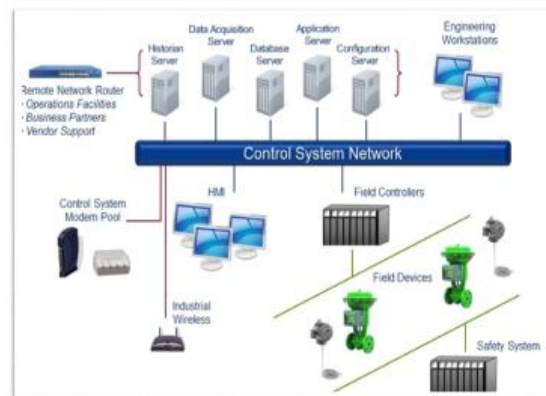 Data Acquisition
Server
Application
Server
Engineering
Workstations
Historian
Server
Database
Server
Configuration
Server
Remote Network Router
· Operations Facilities
· Business Partners
· Vendor Support
Control System Network
HMI
Field Controllers
Control System
Modem Pool
Field Devices
Industrial
Wireless
Safety System